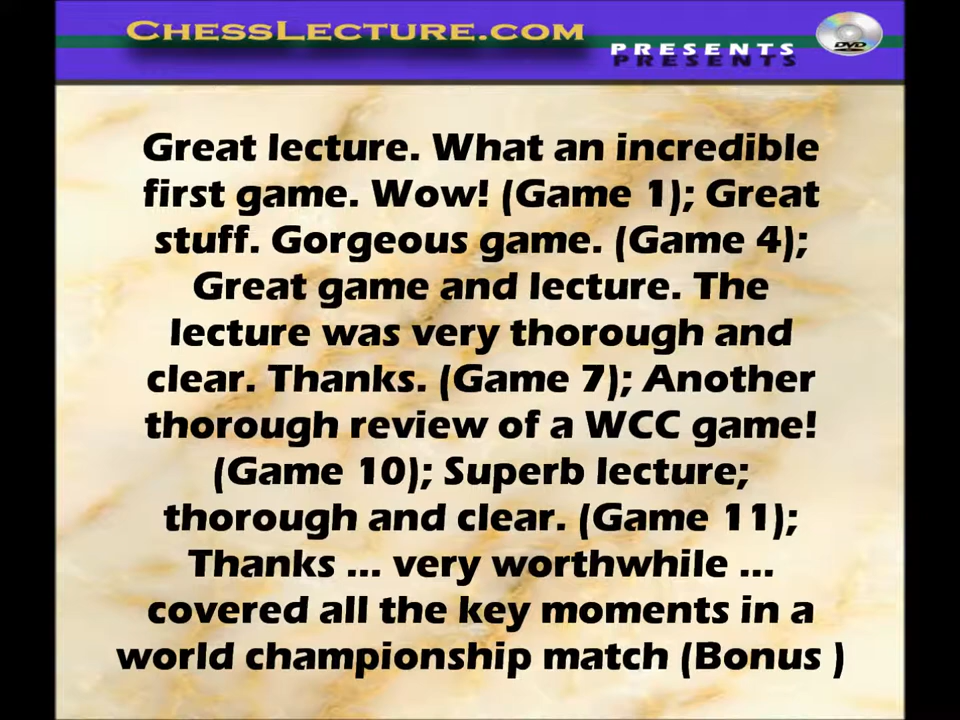 CHESSLECTURE.COM
PRESENTS
DVD
Great lecture. What an incredible
first game. Wow! (Game 1); Great
stuff. Gorgeous game. (Game 4);
Great game and lecture. The
lecture was very thorough and
clear. Thanks. (Game 7); Another
thorough review of a WCC game!
(Game 10); Superb lecture;
thorough and clear. (Game 11);
Thanks ... very worthwhile ...
covered all the key moments in a
world championship match (Bonus )